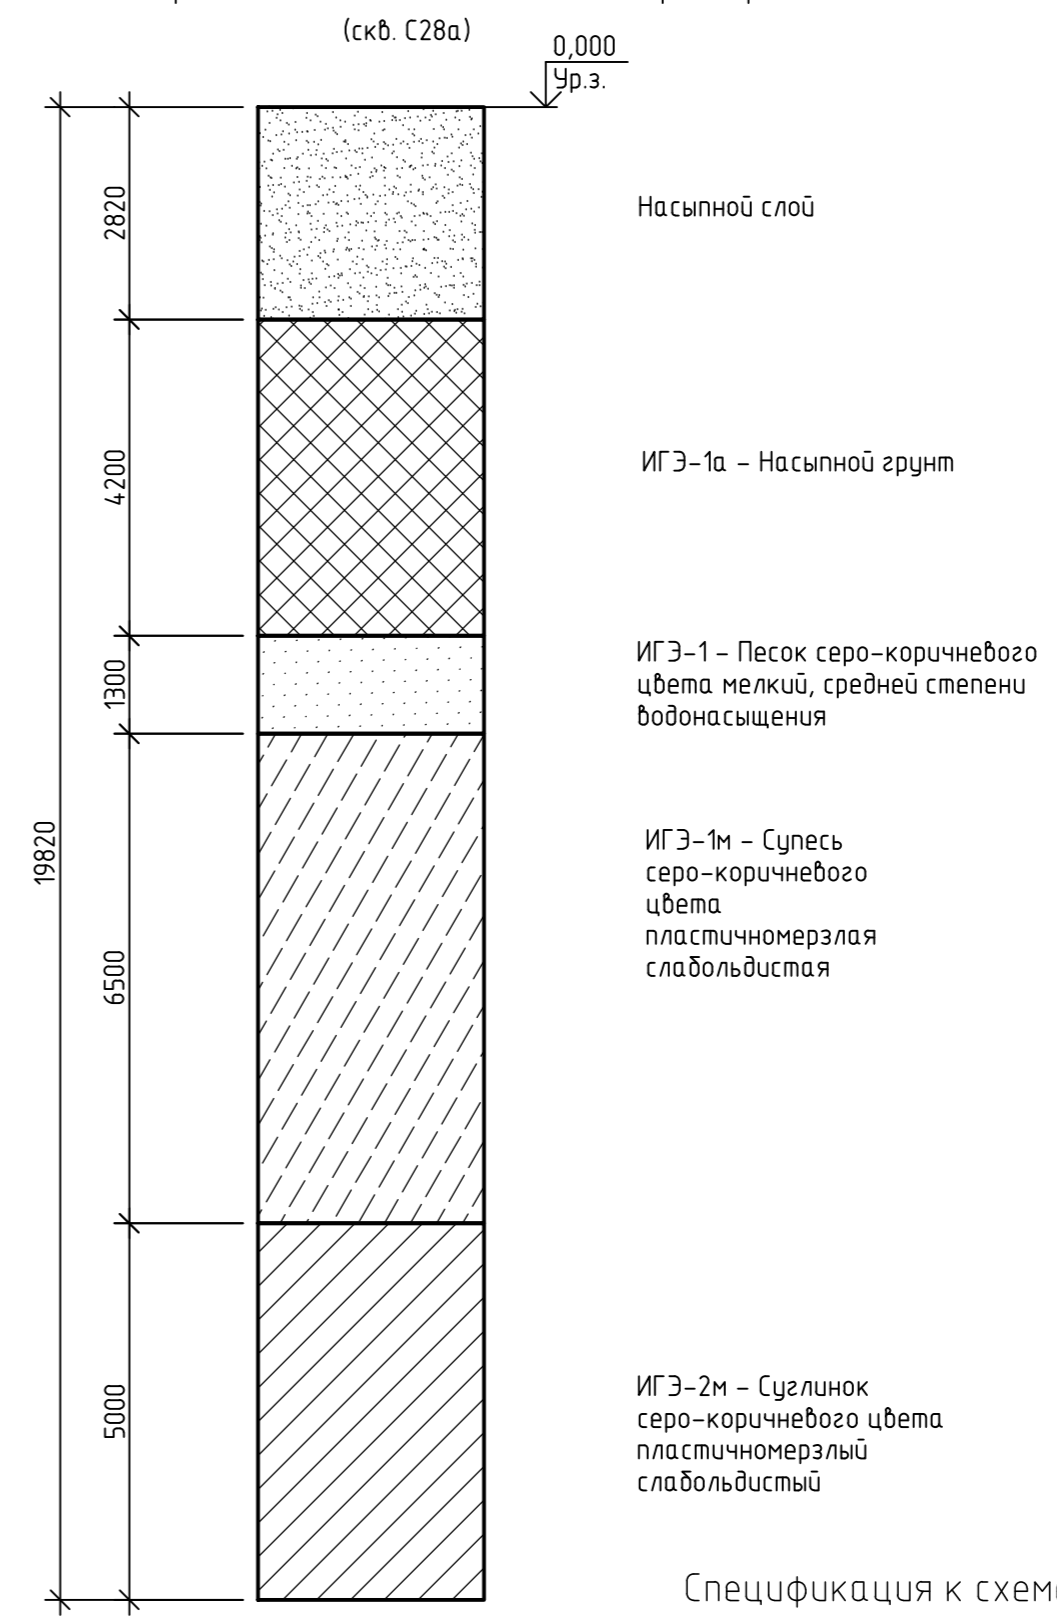 (скв. С28а)
0,000
Ур.з.
2820
Насыпной слой
4200
ИГЭ-1а - Насыпной грунт
1300
ИГЭ-1 - Песок серо-коричневого
цвета мелкий, средней степени
водонасыщения
19820
6500
ИГЭ-1м - Супесь
серо-коричневого
цвета
пластичномерзлая
слабольдистая
5000
ИГЭ-2м - Суглинок
серо-коричневого цвета
пластичномерзлый
слабольдистый
Спецификация к схеме